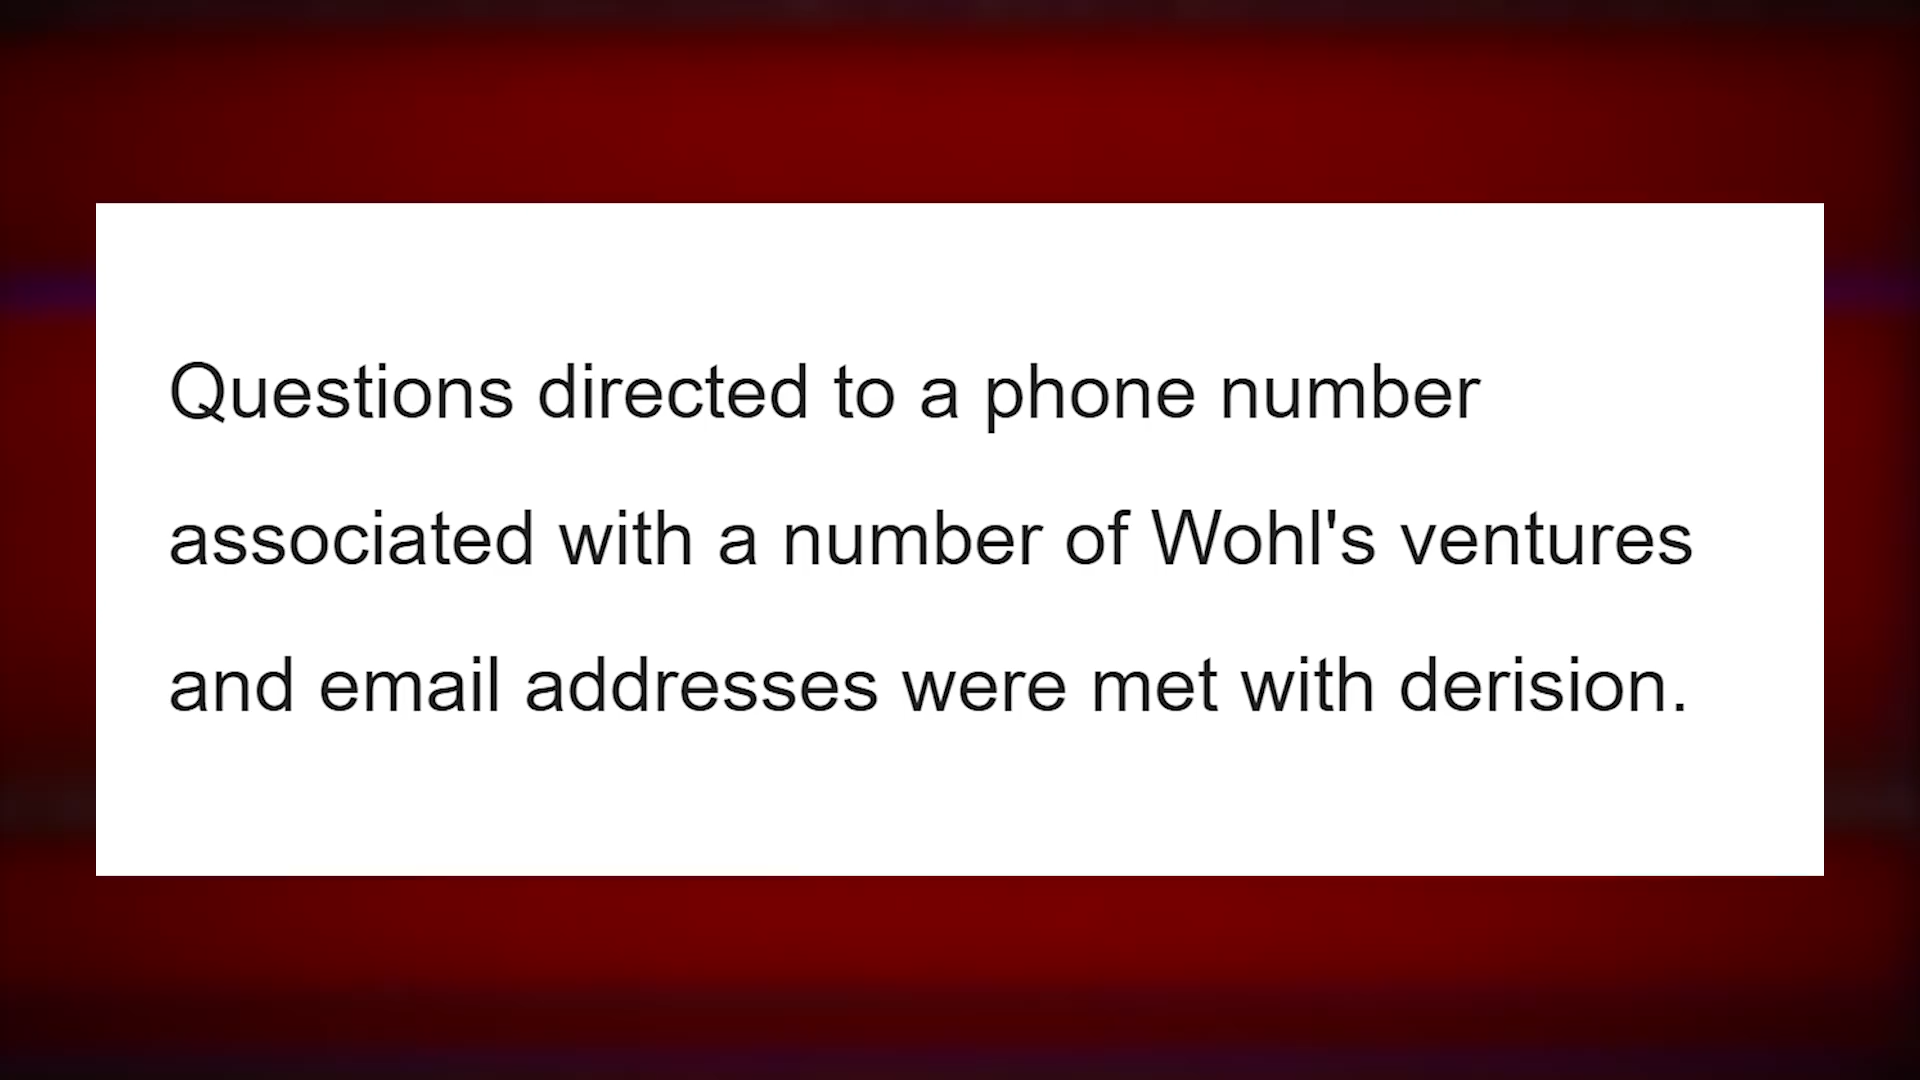 Questions directed to a phone number
associated with a number of Wohl's ventures
and email addresses were met with derision.